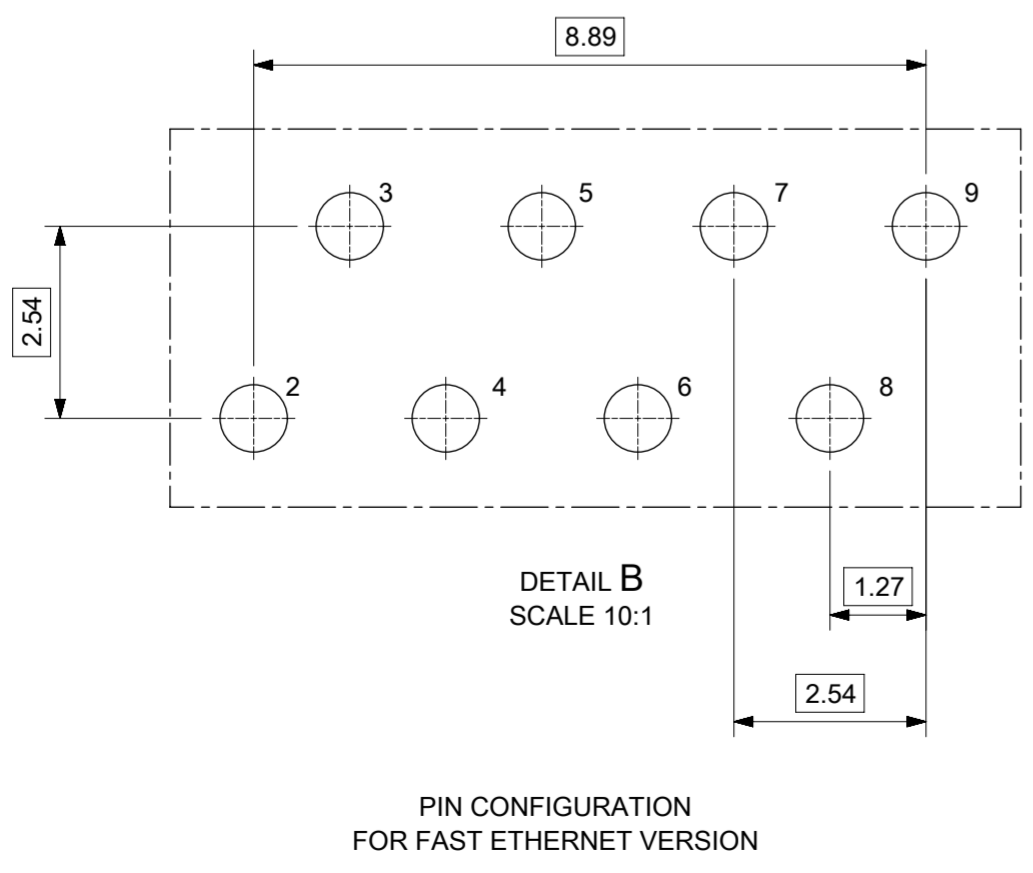 8.89
3 5 7 9
2.54
2 4 6 8
DETAIL B
SCALE 10:1
1.27
2.54
PIN CONFIGURATION
FOR FAST ETHERNET VERSION